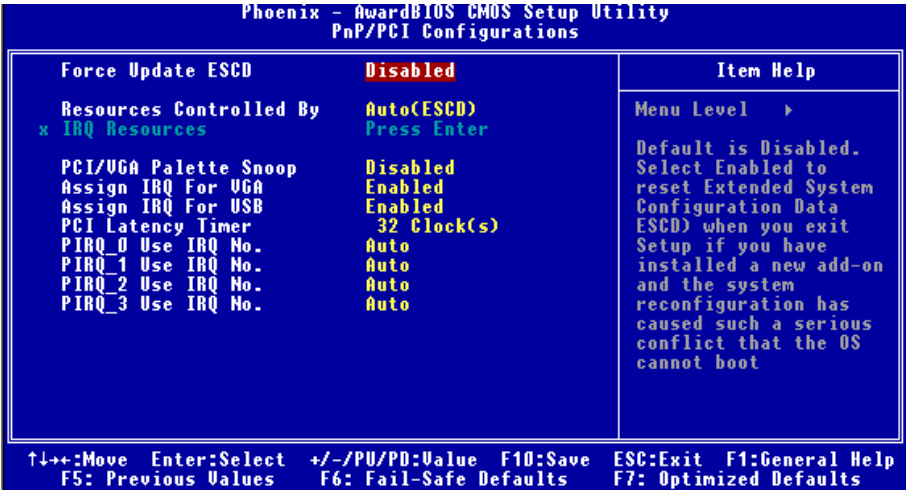 Phoenix - AwardBIOS CMOS Setup Utility
PnP/PCI Configurations
Force Update ESCD Disabled
Resources Controlled By Auto(ESCD)
x IRQ Resources Press Enter
PCI/VGA Palette Snoop Disabled
Assign IRQ For VGA Enabled
Assign IRQ For USB Enabled
PCI Latency Timer 32 Clock(s)
PIRQ_0 Use IRQ No. Auto
PIRQ_1 Use IRQ No. Auto
PIRQ_2 Use IRQ No. Auto
PIRQ_3 Use IRQ No. Auto
Item Help
Menu Level ▸
Default is Disabled.
Select Enabled to
reset Extended System
Configuration Data
ESCD) when you exit
Setup if you have
installed a new add-on
and the system
reconfiguration has
caused such a serious
conflict that the OS
cannot boot
↑↓→←:Move Enter:Select +/-/PU/PD:Value F10:Save ESC:Exit F1:General Help
F5: Previous Values F6: Fail-Safe Defaults F7: Optimized Defaults